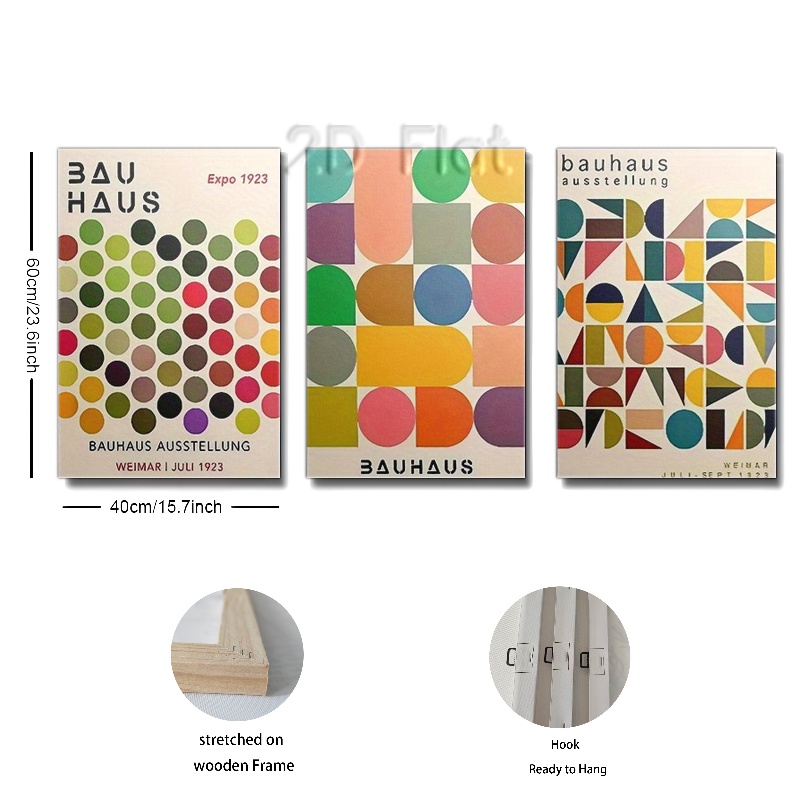 2D Flat
BAU
HAUS
Expo 1923
BAUHAUS AUSSTELLUNG
WEIMAR | JULI 1923
BAUHAUS
bauhaus
ausstellung
WEIMAR
JULI-SEPT 1923
60cm/23.6inch
40cm/15.7inch
stretched on
wooden Frame
Hook
Ready to Hang